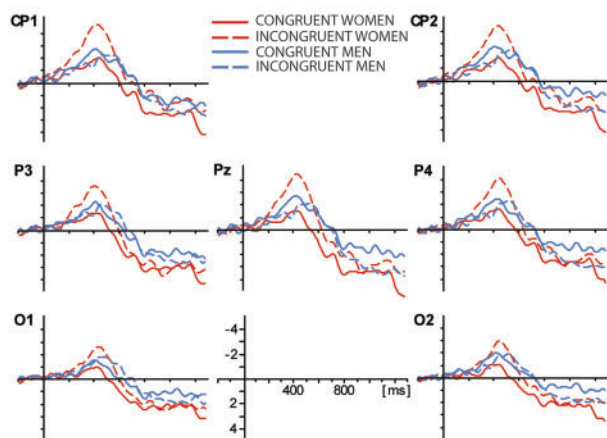 CP1
CONGRUENT WOMEN
INCONGRUENT WOMEN
CONGRUENT MEN
INCONGRUENT MEN
CP2
P3
Pz
P4
O1
-4
-2
400 800 [ms]
2
4
O2